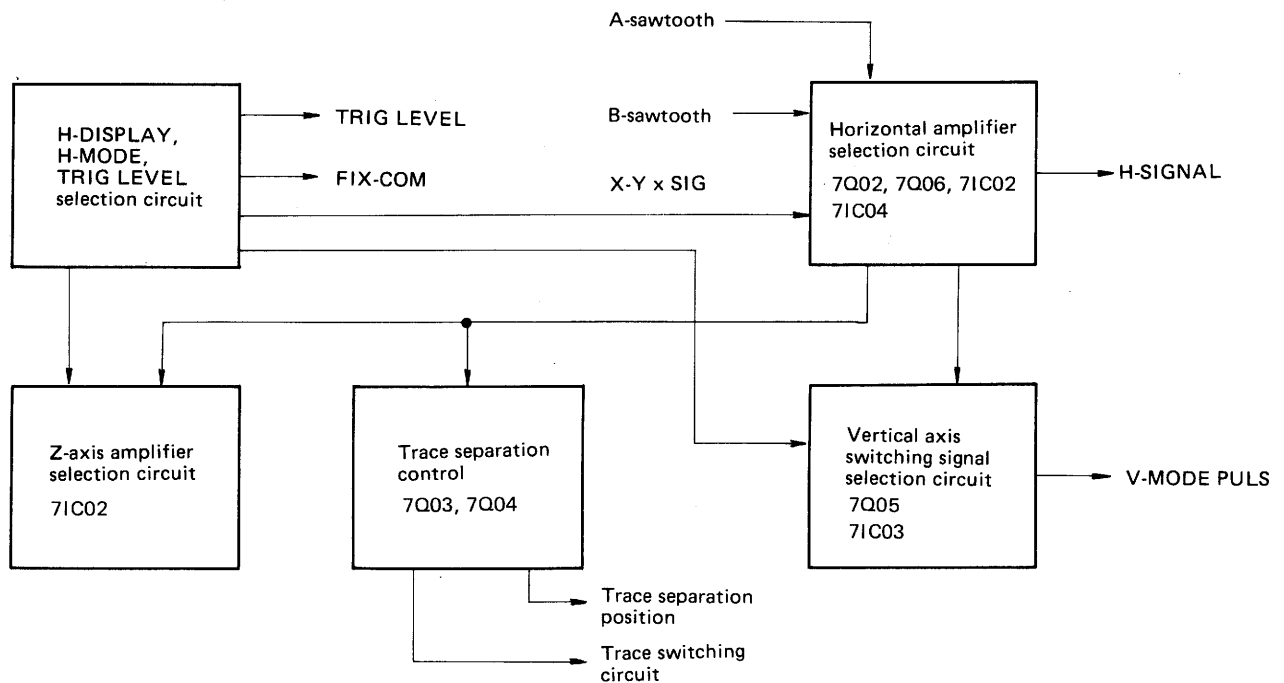 A-sawtooth
H-DISPLAY,
H-MODE,
TRIG LEVEL
selection circuit
TRIG LEVEL
FIX-COM
B-sawtooth
X-Y x SIG
Horizontal amplifier
selection circuit
7Q02, 7Q06, 7IC02
7IC04
H-SIGNAL
Z-axis amplifier
selection circuit
7IC02
Trace separation
control
7Q03, 7Q04
Vertical axis
switching signal
selection circuit
7Q05
7IC03
V-MODE PULS
Trace separation
position
Trace switching
circuit